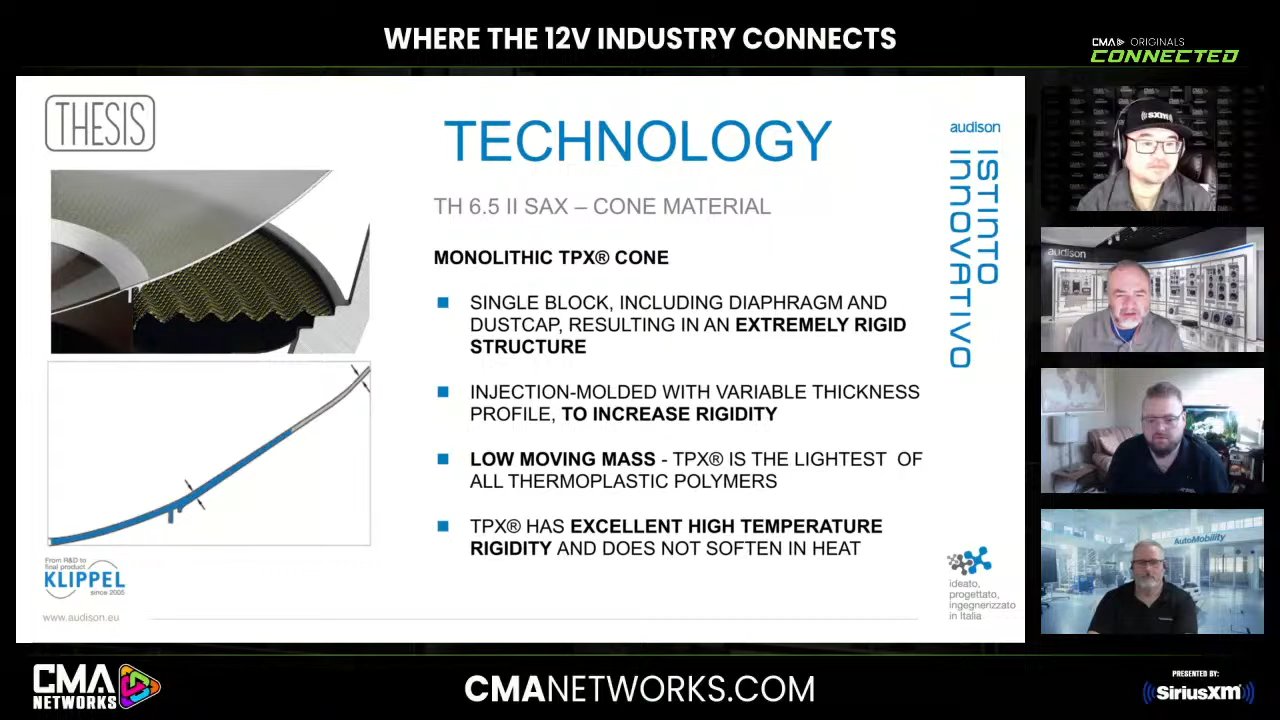 WHERE THE 12V INDUSTRY CONNECTS
CMA ORIGINALS
CONNECTED
THESIS
TECHNOLOGY
audison
ISTINTO
INNOVATIVO
TH 6.5 II SAX – CONE MATERIAL
MONOLITHIC TPX® CONE
SINGLE BLOCK, INCLUDING DIAPHRAGM AND
DUSTCAP, RESULTING IN AN EXTREMELY RIGID
STRUCTURE
INJECTION-MOLDED WITH VARIABLE THICKNESS
PROFILE, TO INCREASE RIGIDITY
LOW MOVING MASS - TPX® IS THE LIGHTEST OF
ALL THERMOPLASTIC POLYMERS
TPX® HAS EXCELLENT HIGH TEMPERATURE
RIGIDITY AND DOES NOT SOFTEN IN HEAT
From R&D to
final product
KLIPPEL
since 2005
www.audison.eu
ideato,
progettato,
ingegnerizzato
in Italia
sxm
audison
AutoMobility
CMA
NETWORKS
CMANETWORKS.COM
PRESENTED BY:
SiriusXM